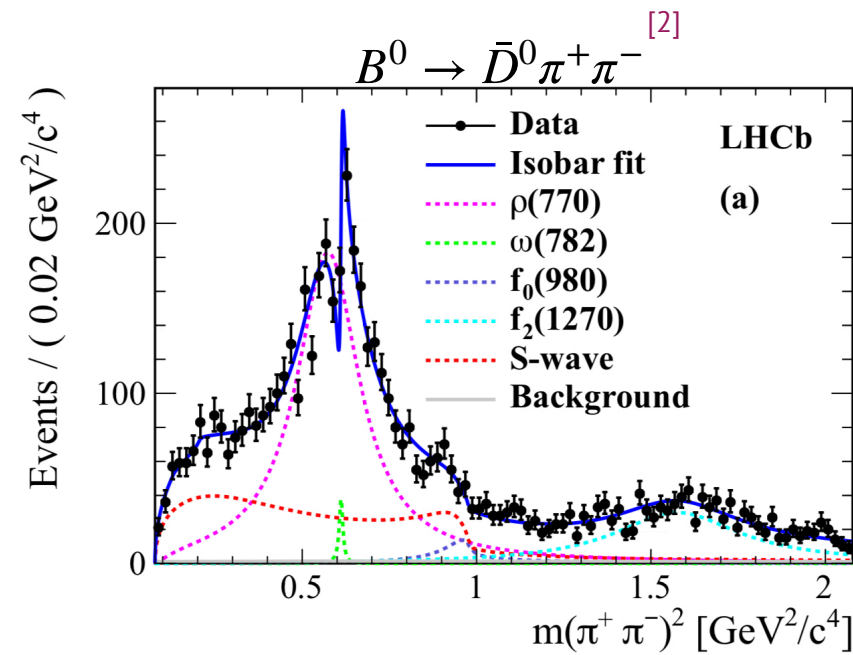 [2]
B⁰ → D̄⁰π⁺π⁻
Events / ( 0.02 GeV²/c⁴ )
200
100
0
Data
Isobar fit
ρ(770)
ω(782)
f₀(980)
f₂(1270)
S-wave
Background
LHCb
(a)
0.5 1 1.5 2
m(π⁺ π⁻)² [GeV²/c⁴]